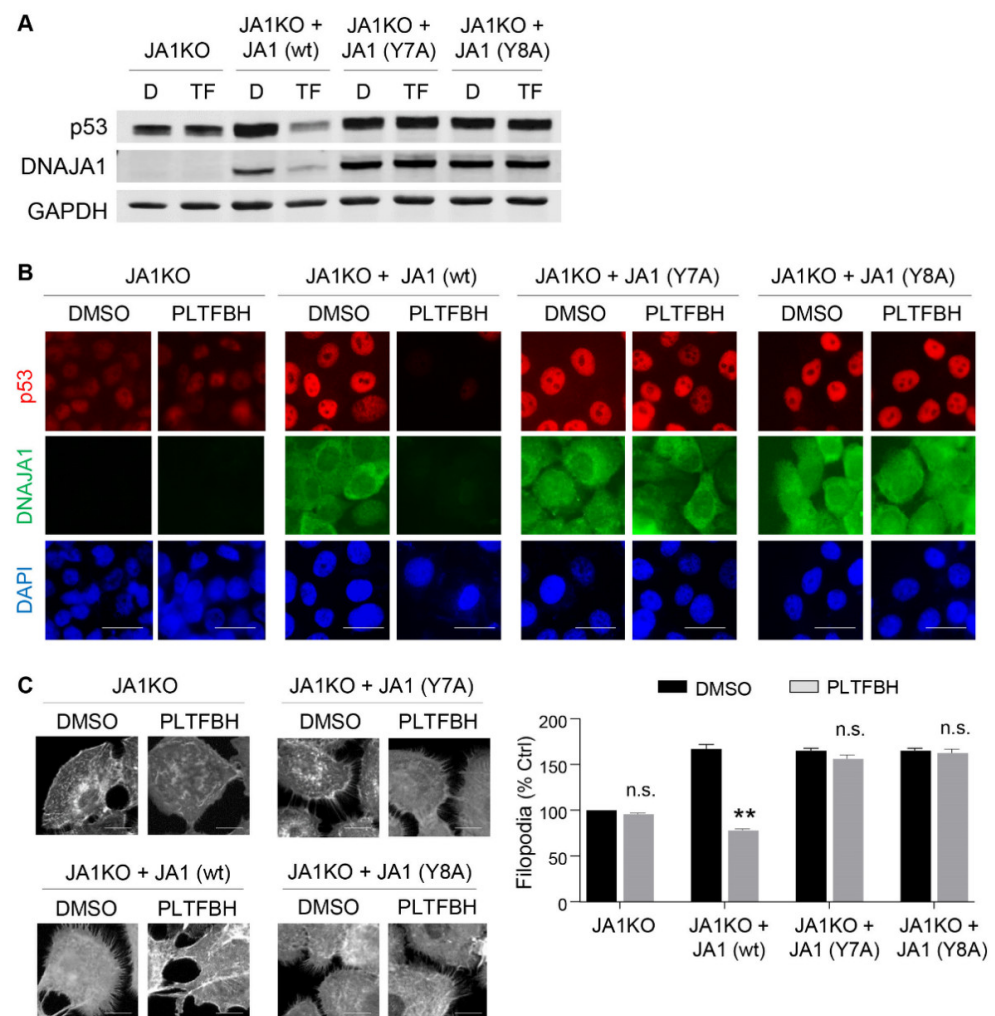 A
JA1KO
JA1KO +
JA1 (wt)
JA1KO +
JA1 (Y7A)
JA1KO +
JA1 (Y8A)
D TF D TF D TF D TF
p53
DNAJA1
GAPDH
B
JA1KO
JA1KO + JA1 (wt)
JA1KO + JA1 (Y7A)
JA1KO + JA1 (Y8A)
DMSO PLTFBH DMSO PLTFBH DMSO PLTFBH DMSO PLTFBH
p53
DNAJA1
DAPI
C
JA1KO
JA1KO + JA1 (Y7A)
DMSO PLTFBH DMSO PLTFBH
JA1KO + JA1 (wt)
JA1KO + JA1 (Y8A)
DMSO PLTFBH DMSO PLTFBH
DMSO PLTFBH
Filopodia (% Ctrl)
200
150
100
50
0
n.s.
**
n.s.
n.s.
JA1KO
JA1KO +
JA1 (wt)
JA1KO +
JA1 (Y7A)
JA1KO +
JA1 (Y8A)